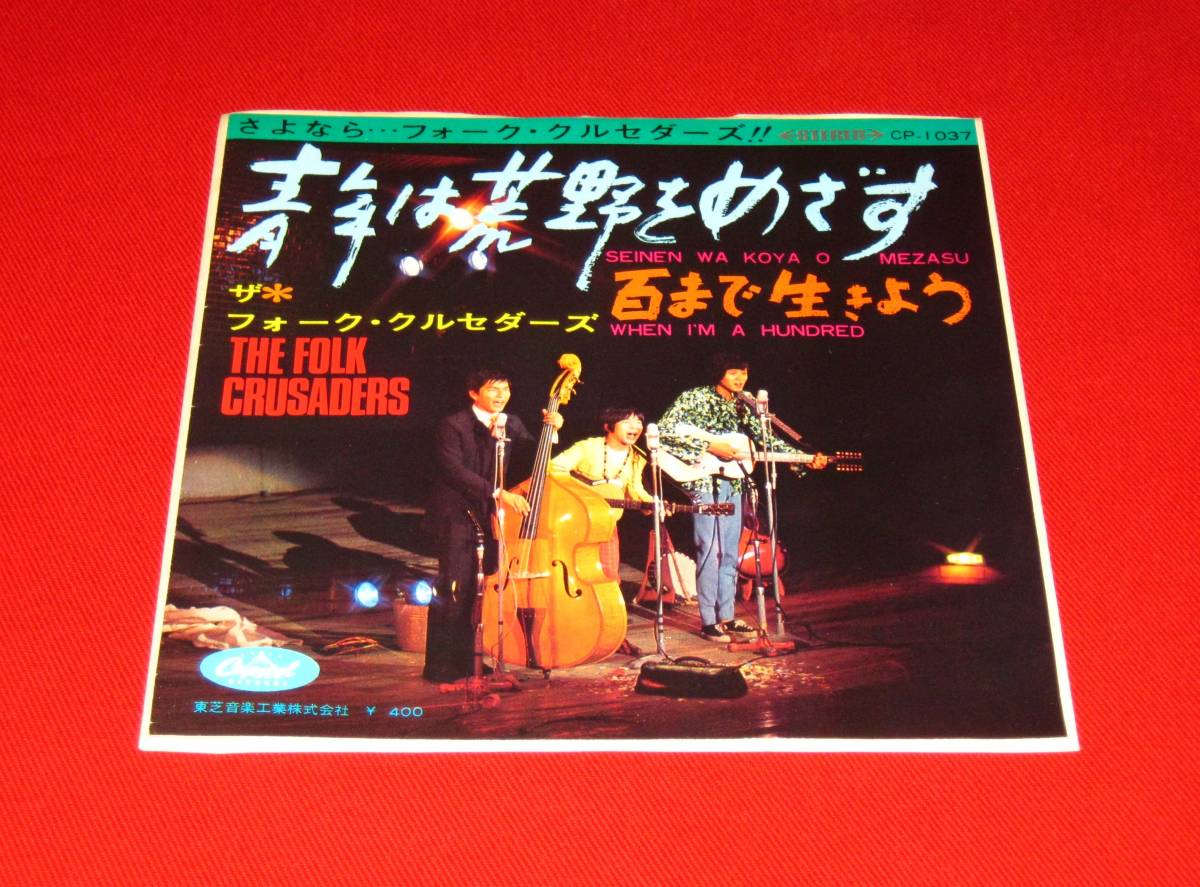 さよなら…フォーク・クルセダーズ!! STEREO CP-1037
青年は荒野をめざす
SEINEN WA KOYA O MEZASU
百まで生きよう
WHEN I'M A HUNDRED
ザ*
フォーク・クルセダーズ
THE FOLK
CRUSADERS
Capitol
RECORDS
東芝音楽工業株式会社 ¥ 400